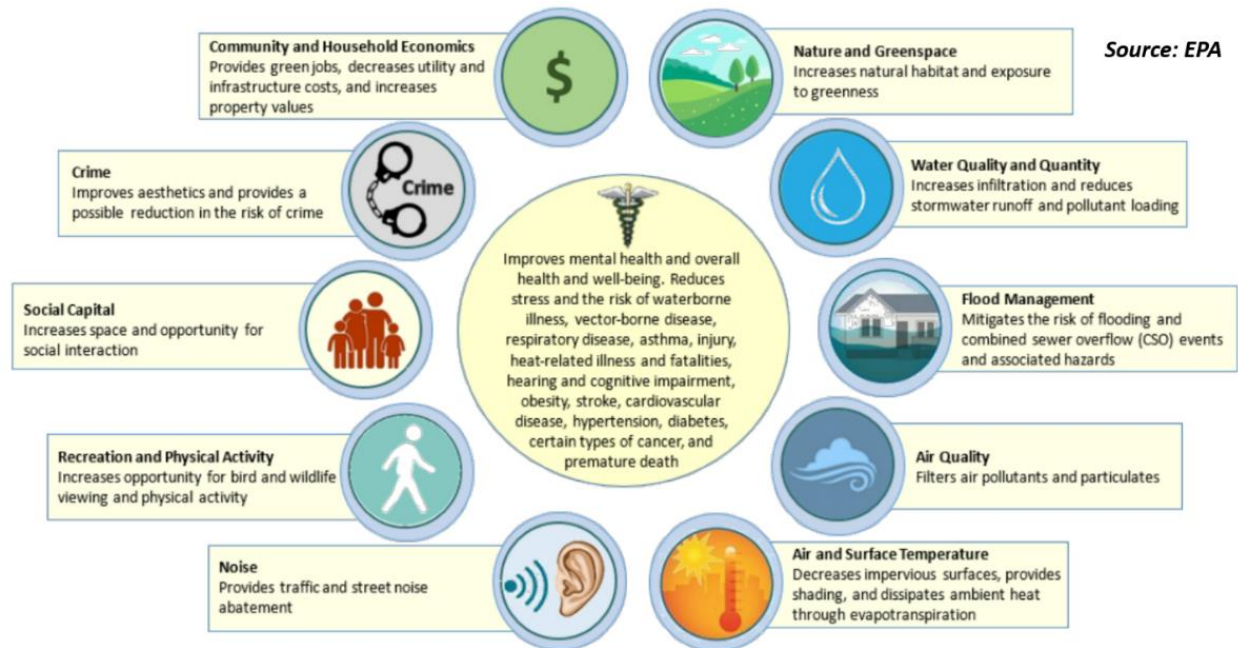 Community and Household Economics
Provides green jobs, decreases utility and
infrastructure costs, and increases
property values
Nature and Greenspace
Increases natural habitat and exposure
to greenness
Source: EPA
Crime
Improves aesthetics and provides a
possible reduction in the risk of crime
Crime
Water Quality and Quantity
Increases infiltration and reduces
stormwater runoff and pollutant loading
Improves mental health and overall
health and well-being. Reduces
stress and the risk of waterborne
illness, vector-borne disease,
respiratory disease, asthma, injury,
heat-related illness and fatalities,
hearing and cognitive impairment,
obesity, stroke, cardiovascular
disease, hypertension, diabetes,
certain types of cancer, and
premature death
Social Capital
Increases space and opportunity for
social interaction
Flood Management
Mitigates the risk of flooding and
combined sewer overflow (CSO) events
and associated hazards
Recreation and Physical Activity
Increases opportunity for bird and wildlife
viewing and physical activity
Air Quality
Filters air pollutants and particulates
Noise
Provides traffic and street noise
abatement
Air and Surface Temperature
Decreases impervious surfaces, provides
shading, and dissipates ambient heat
through evapotranspiration
$